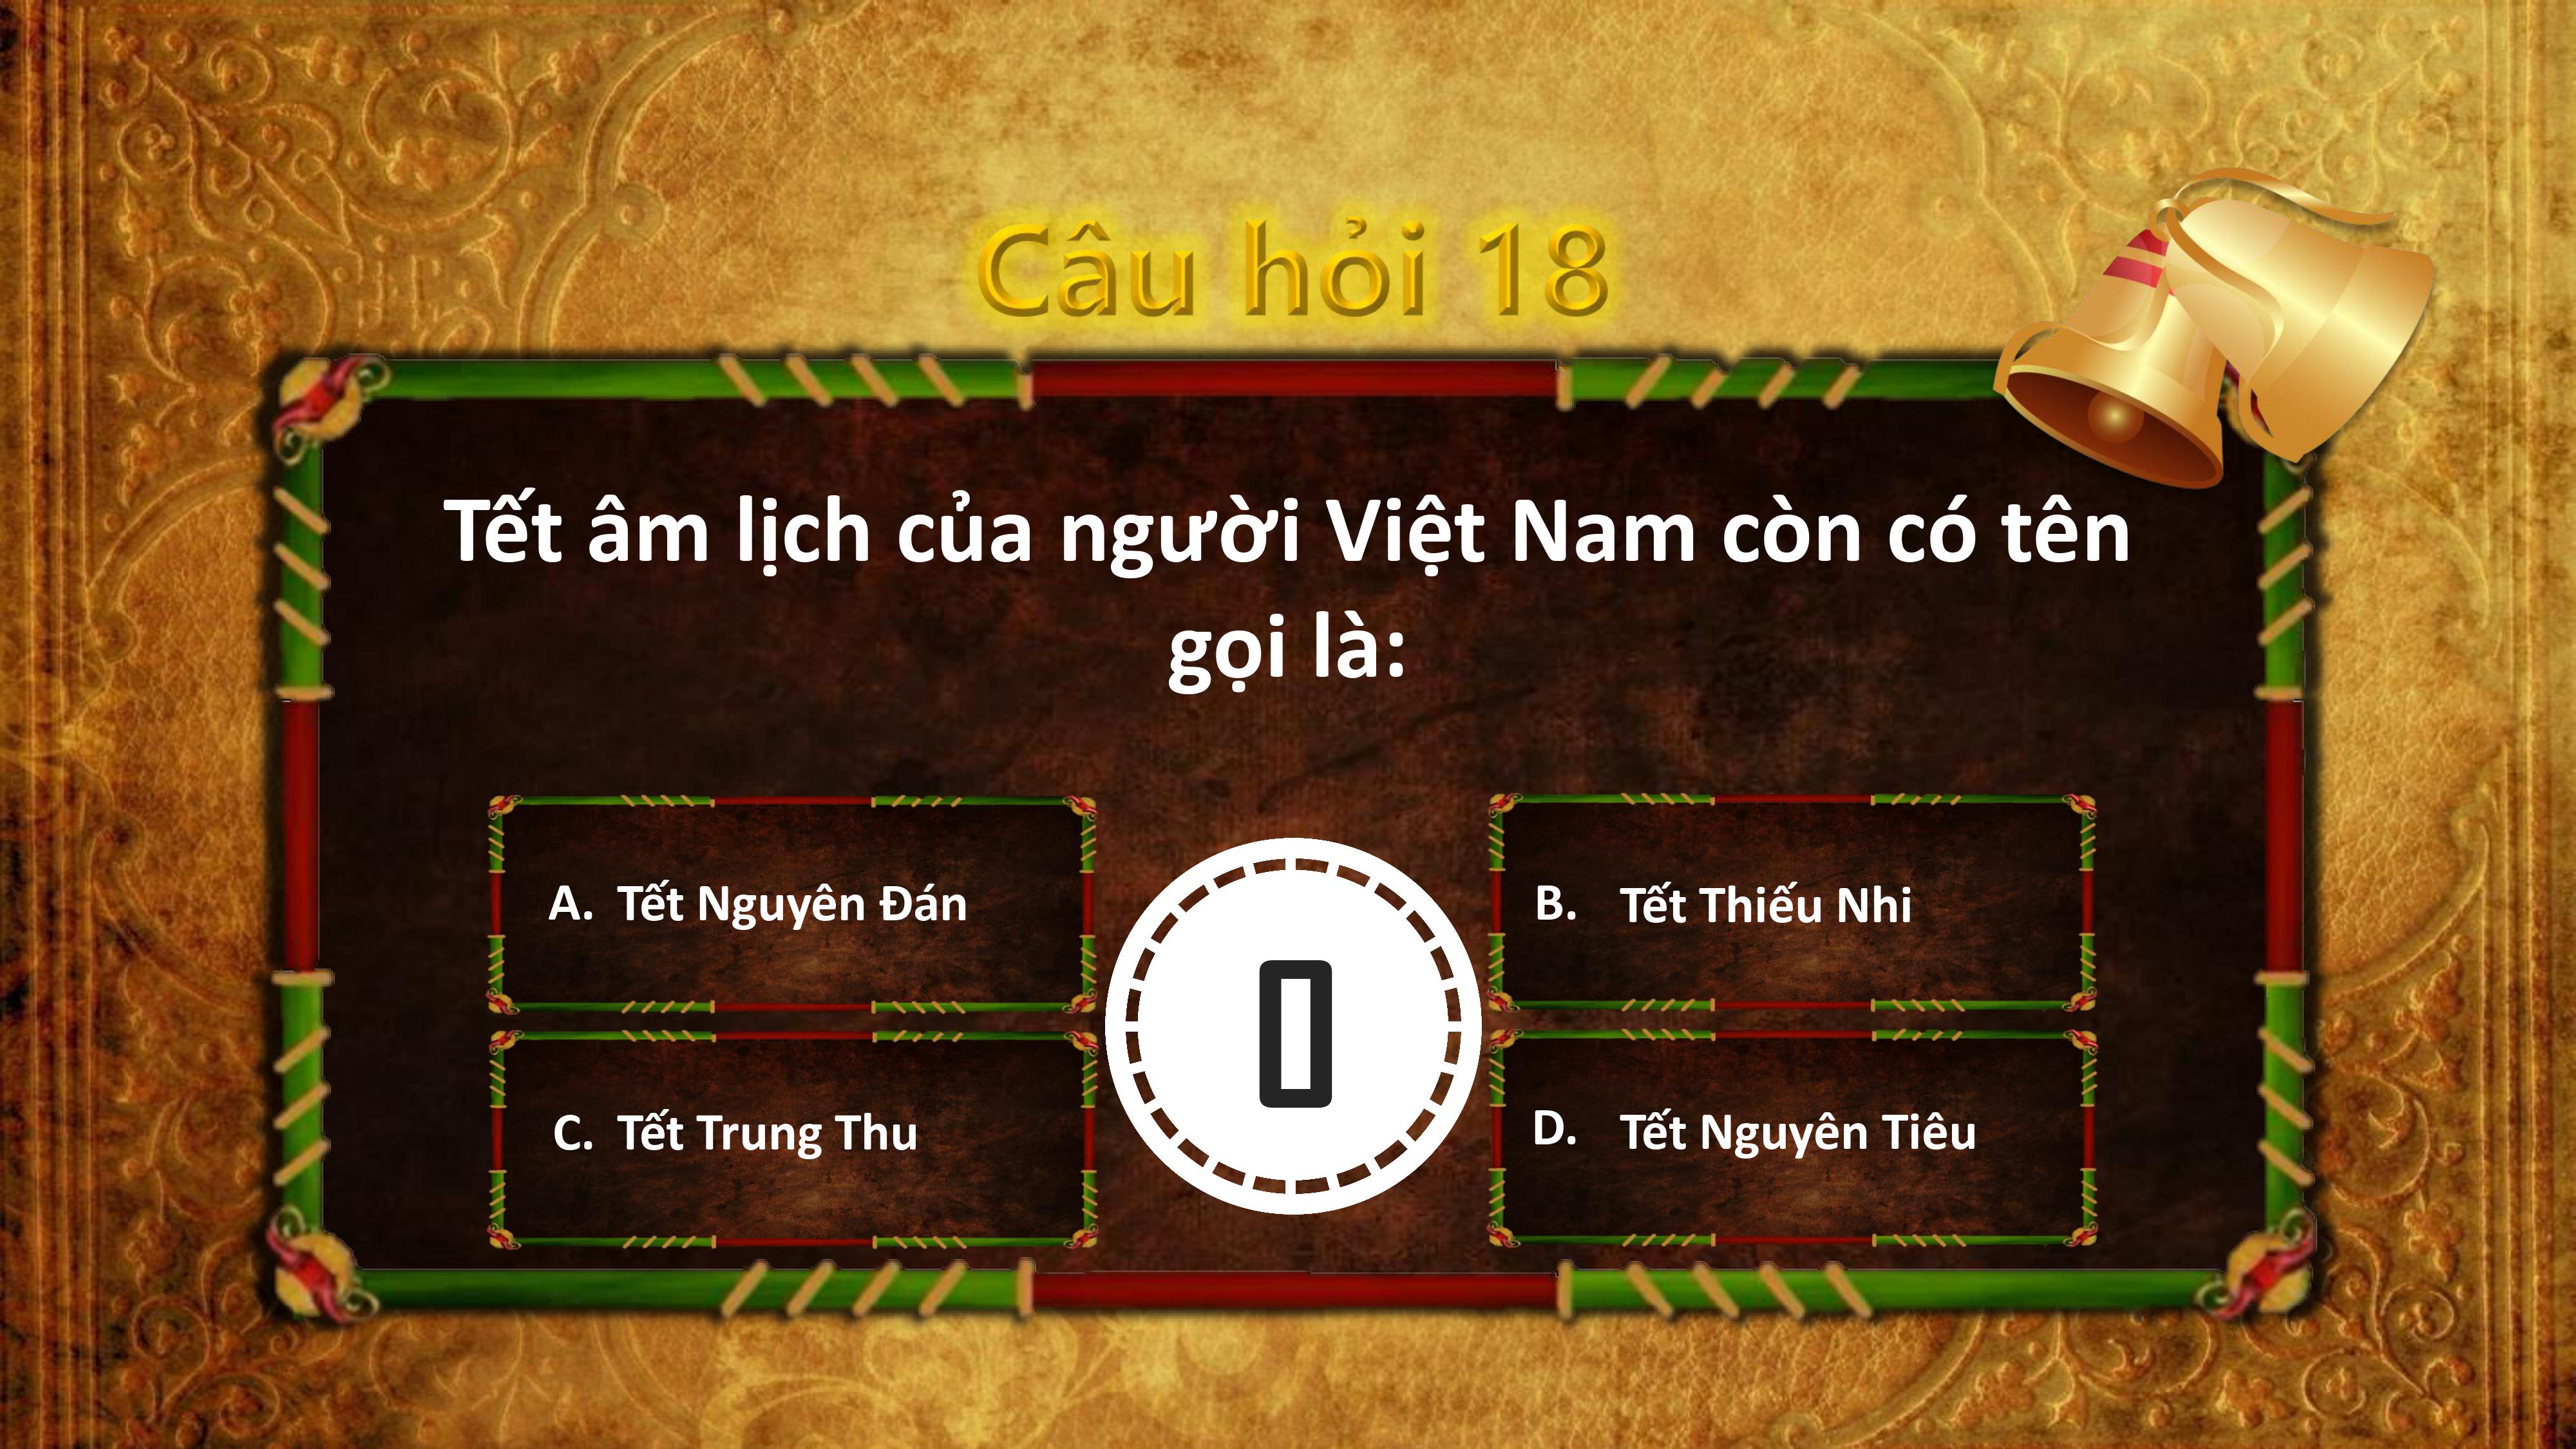 Câu hỏi 18
Tết âm lịch của người Việt Nam còn có tên
gọi là:
A. Tết Nguyên Đán
B. Tết Thiếu Nhi
C. Tết Trung Thu
D. Tết Nguyên Tiêu